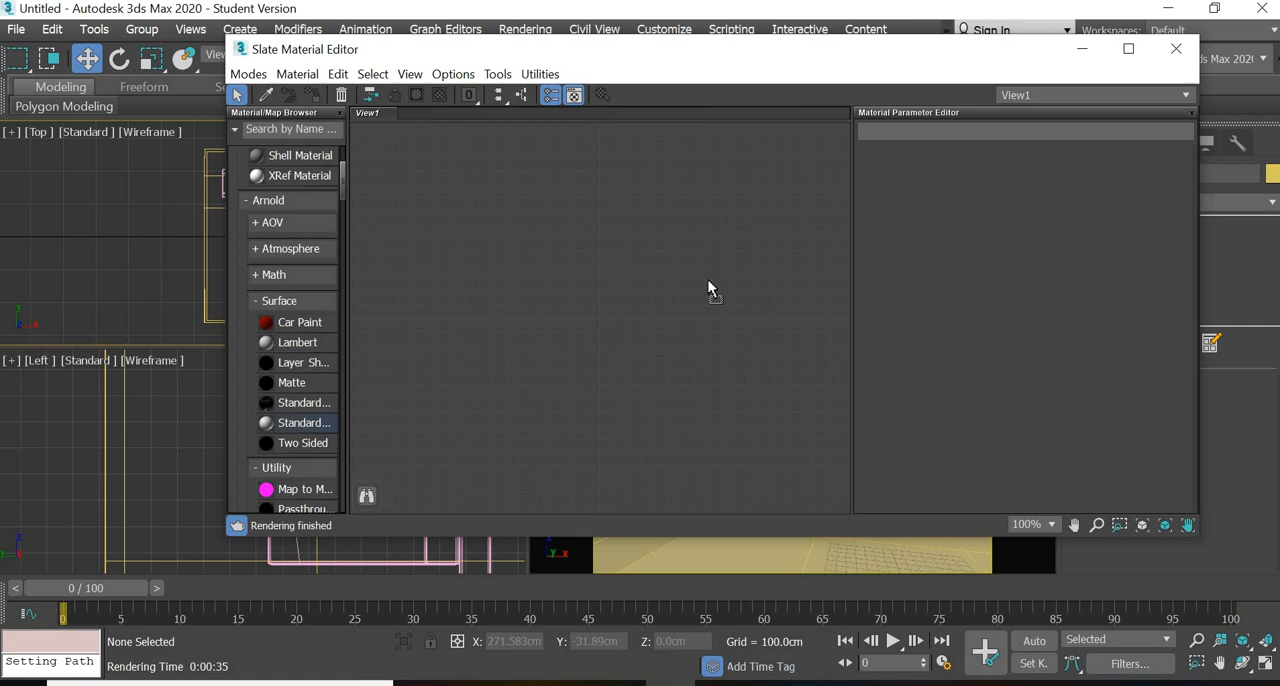 Untitled - Autodesk 3ds Max 2020 - Student Version
File Edit Tools Group Views Create Modifiers Animation Graph Editors Rendering Civil View Customize Scripting Interactive Content » Sign In Workspaces: Default
View
Slate Material Editor
Modes Material Edit Select View Options Tools Utilities
Modeling Freeform
Polygon Modeling
View1
Material/Map Browser View1 Material Parameter Editor
Search by Name ...
[+] [Top ] [Standard ] [Wireframe ]
Shell Material
XRef Material
- Arnold
+ AOV
+ Atmosphere
+ Math
- Surface
Car Paint
Lambert
Layer Sh...
Matte
Standard...
Standard...
Two Sided
- Utility
Map to M...
Passthrou...
[+] [Left ] [Standard ] [Wireframe ]
Rendering finished
100%
< 0 / 100 >
0 5 10 15 20 25 30 35 40 45 50 55 60 65 70 75 80 85 90 95 100
None Selected X: 271.583cm Y: -31.89cm Z: 0.0cm Grid = 100.0cm Auto Selected
Setting Path Rendering Time 0:00:35 Add Time Tag 0 Set K. Filters...